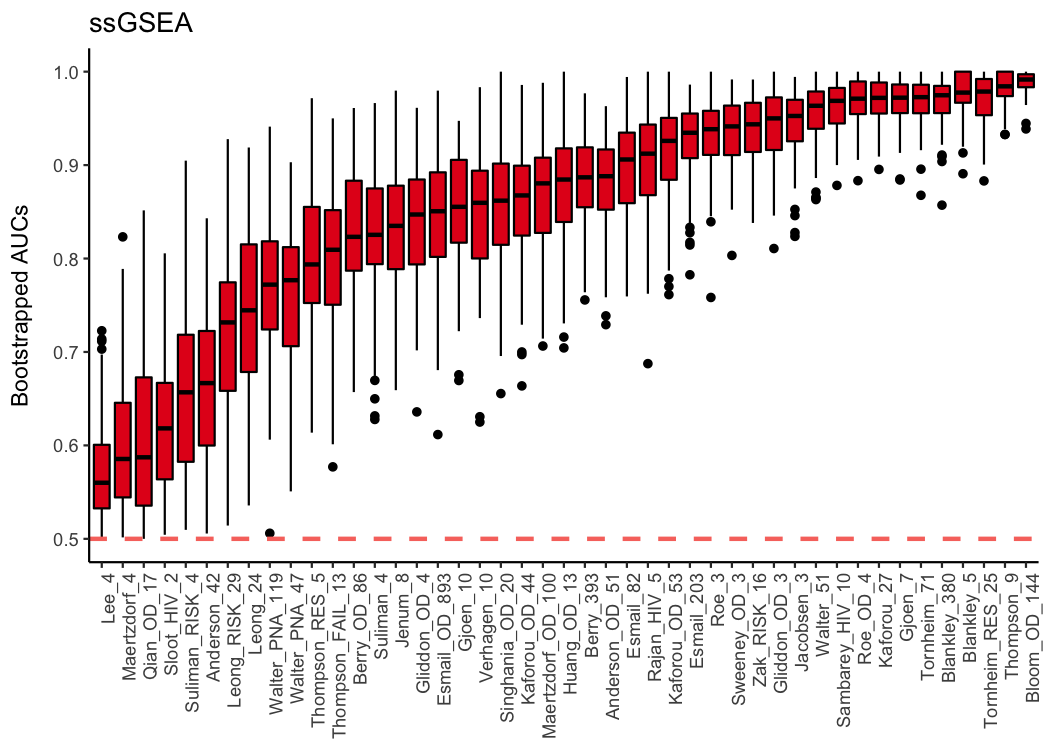 ssGSEA
Bootstrapped AUCs
1.0
0.9
0.8
0.7
0.6
0.5
Lee_4
Maertzdorf_4
Qian_OD_17
Sloot_HIV_2
Suliman_RISK_4
Anderson_42
Leong_RISK_29
Leong_24
Walter_PNA_119
Walter_PNA_47
Thompson_RES_5
Thompson_FAIL_13
Berry_OD_86
Suliman_4
Jenum_8
Gliddon_OD_4
Esmail_OD_893
Gjoen_10
Verhagen_10
Singhania_OD_20
Kaforou_OD_44
Maertzdorf_OD_100
Huang_OD_13
Berry_393
Anderson_OD_51
Esmail_82
Rajan_HIV_5
Kaforou_OD_53
Esmail_203
Roe_3
Sweeney_OD_3
Zak_RISK_16
Gliddon_OD_3
Jacobsen_3
Walter_51
Sambarey_HIV_10
Roe_OD_4
Kaforou_27
Gjoen_7
Tornheim_71
Blankley_380
Blankley_5
Tornheim_RES_25
Thompson_9
Bloom_OD_144